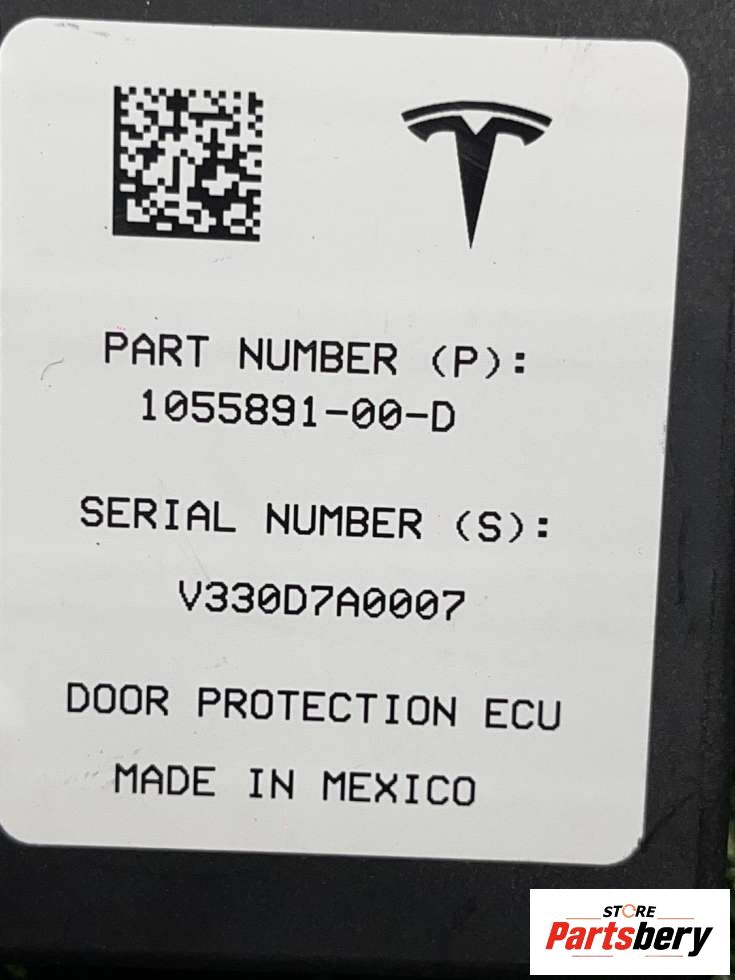 PART NUMBER (P):
1055891-00-D
SERIAL NUMBER (S):
V330D7A0007
DOOR PROTECTION ECU
MADE IN MEXICO
STORE
Partsbery